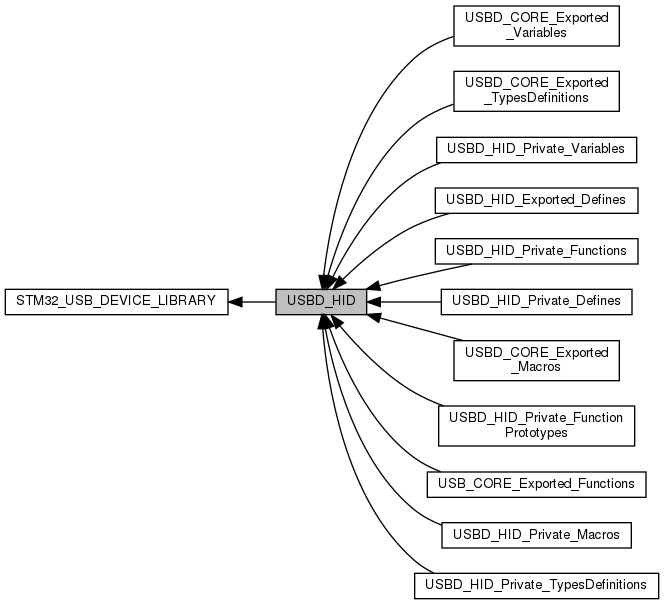 USBD_CORE_Exported
_Variables
USBD_CORE_Exported
_TypesDefinitions
USBD_HID_Private_Variables
USBD_HID_Exported_Defines
USBD_HID_Private_Functions
STM32_USB_DEVICE_LIBRARY
USBD_HID
USBD_HID_Private_Defines
USBD_CORE_Exported
_Macros
USBD_HID_Private_Function
Prototypes
USB_CORE_Exported_Functions
USBD_HID_Private_Macros
USBD_HID_Private_TypesDefinitions